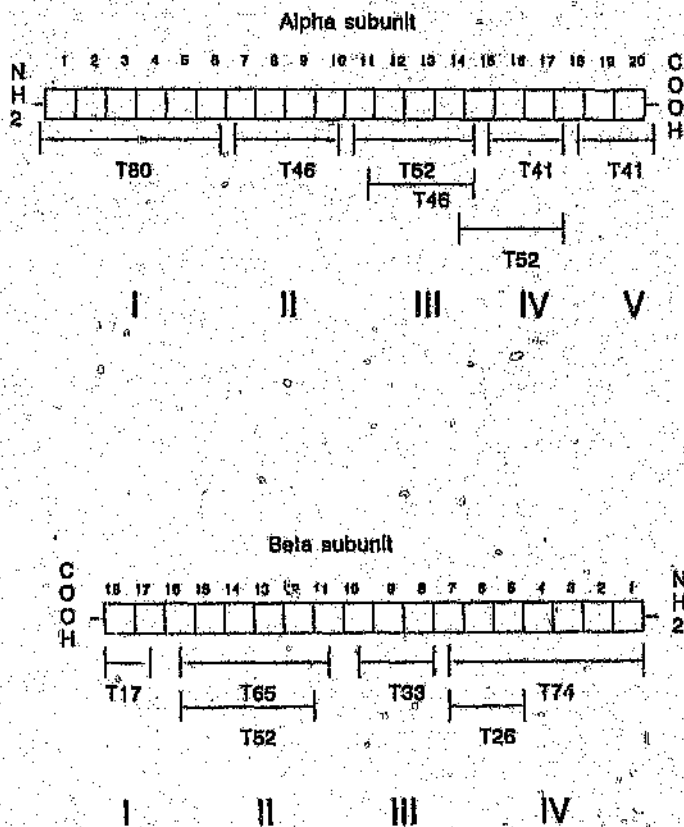 Alpha subunit
1 2 3 4 5 6 7 8 9 10 11 12 13 14 15 16 17 18 19 20
NH2
COOH
T80 T46 T52 T41 T41
T46
T52
I II III IV V
Beta subunit
COOH
18 17 16 15 14 13 12 11 10 9 8 7 6 5 4 3 2 1
NH2
T17 T65 T33 T74
T52 T26
I II III IV